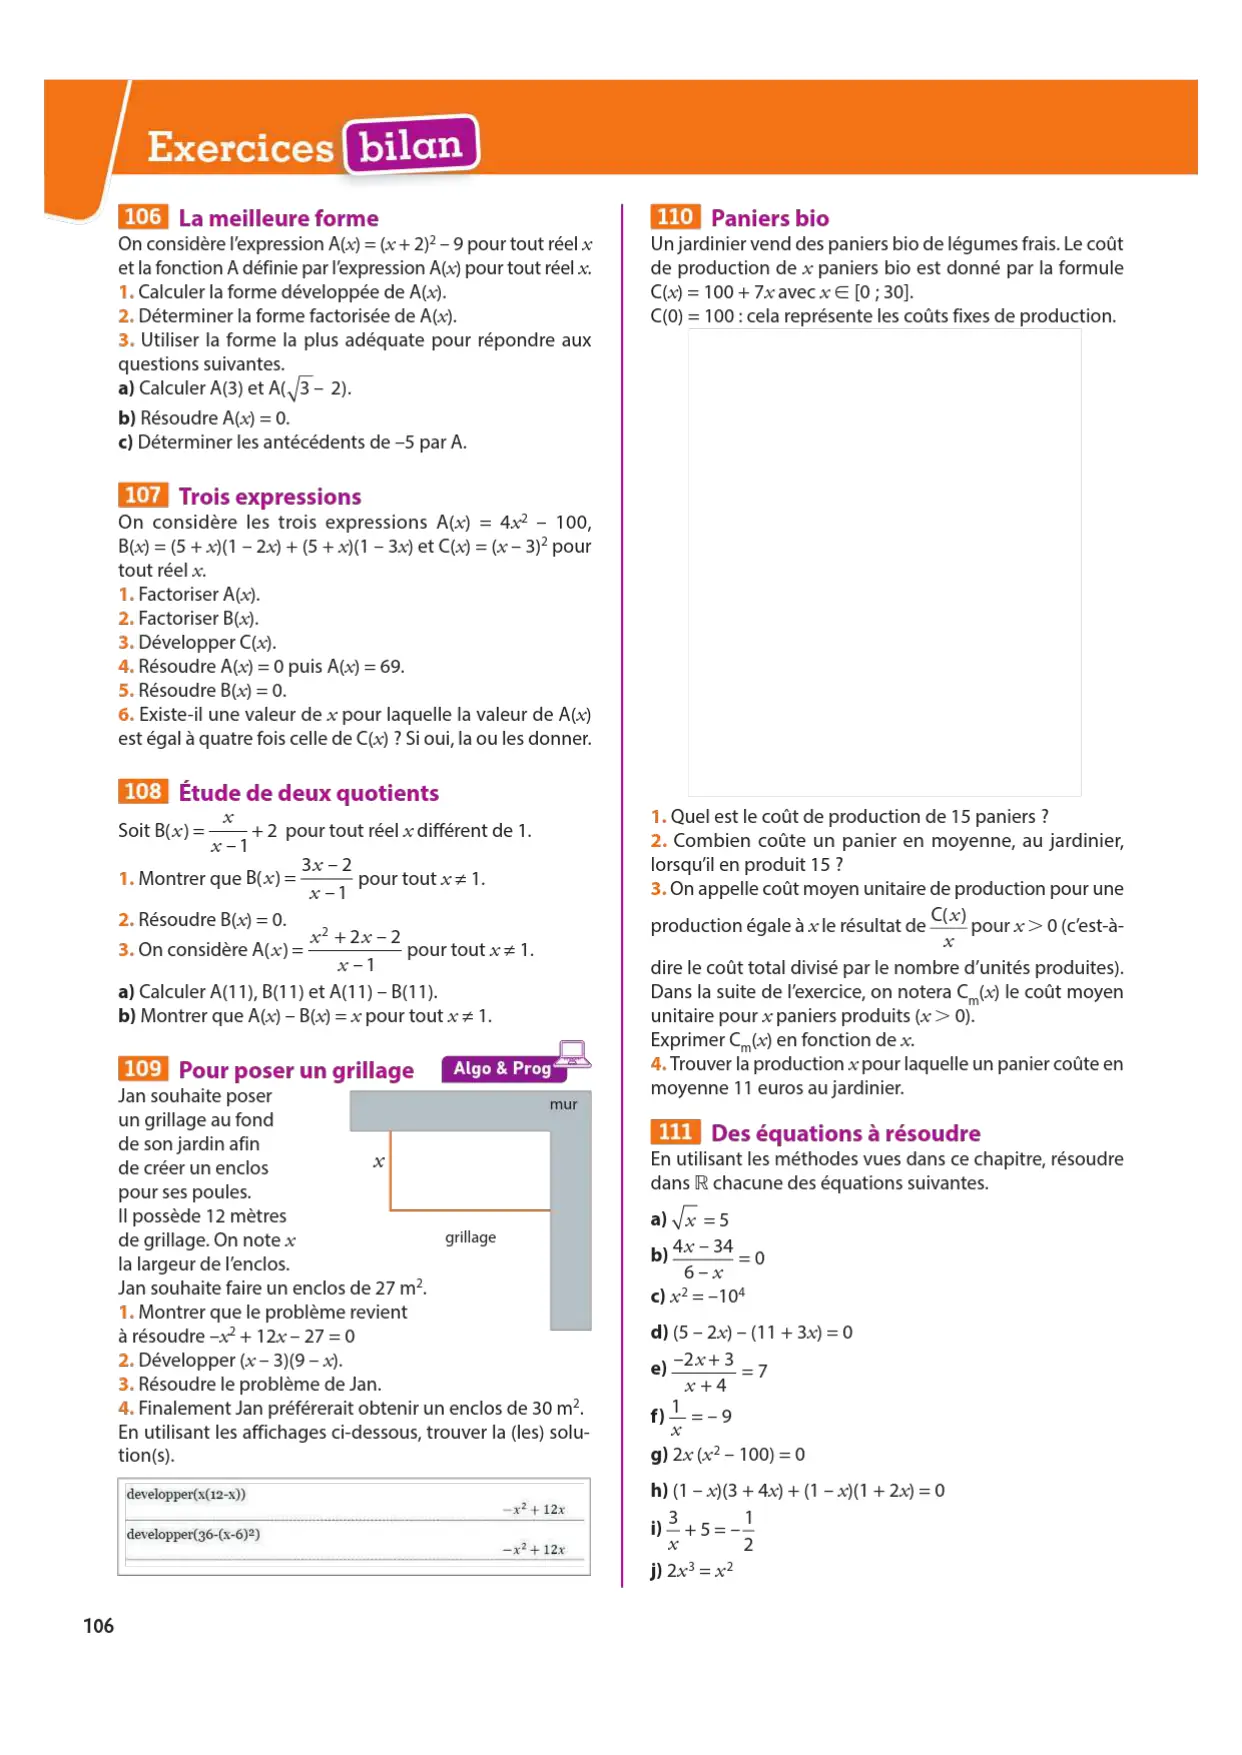 Exercices bilan
106 La meilleure forme
On considère l'expression A(x) = (x + 2)² – 9 pour tout réel x
et la fonction A définie par l'expression A(x) pour tout réel x.
1. Calculer la forme développée de A(x).
2. Déterminer la forme factorisée de A(x).
3. Utiliser la forme la plus adéquate pour répondre aux
questions suivantes.
a) Calculer A(3) et A(√3 – 2).
b) Résoudre A(x) = 0.
c) Déterminer les antécédents de –5 par A.
107 Trois expressions
On considère les trois expressions A(x) = 4x² – 100,
B(x) = (5 + x)(1 – 2x) + (5 + x)(1 – 3x) et C(x) = (x – 3)² pour
tout réel x.
1. Factoriser A(x).
2. Factoriser B(x).
3. Développer C(x).
4. Résoudre A(x) = 0 puis A(x) = 69.
5. Résoudre B(x) = 0.
6. Existe-il une valeur de x pour laquelle la valeur de A(x)
est égal à quatre fois celle de C(x) ? Si oui, la ou les donner.
108 Étude de deux quotients
Soit B(x) = x/(x – 1) + 2 pour tout réel x différent de 1.
1. Montrer que B(x) = (3x – 2)/(x – 1) pour tout x ≠ 1.
2. Résoudre B(x) = 0.
3. On considère A(x) = (x² + 2x – 2)/(x – 1) pour tout x ≠ 1.
a) Calculer A(11), B(11) et A(11) – B(11).
b) Montrer que A(x) – B(x) = x pour tout x ≠ 1.
109 Pour poser un grillage Algo & Prog
Jan souhaite poser
un grillage au fond
de son jardin afin
de créer un enclos
pour ses poules.
Il possède 12 mètres
de grillage. On note x
la largeur de l'enclos.
mur
x
grillage
Jan souhaite faire un enclos de 27 m².
1. Montrer que le problème revient
à résoudre –x² + 12x – 27 = 0
2. Développer (x – 3)(9 – x).
3. Résoudre le problème de Jan.
4. Finalement Jan préférerait obtenir un enclos de 30 m².
En utilisant les affichages ci-dessous, trouver la (les) solu-
tion(s).
developper(x(12-x))
–x² + 12x
developper(36-(x-6)²)
–x² + 12x
110 Paniers bio
Un jardinier vend des paniers bio de légumes frais. Le coût
de production de x paniers bio est donné par la formule
C(x) = 100 + 7x avec x ∈ [0 ; 30].
C(0) = 100 : cela représente les coûts fixes de production.
1. Quel est le coût de production de 15 paniers ?
2. Combien coûte un panier en moyenne, au jardinier,
lorsqu'il en produit 15 ?
3. On appelle coût moyen unitaire de production pour une
production égale à x le résultat de C(x)/x pour x > 0 (c'est-à-
dire le coût total divisé par le nombre d'unités produites).
Dans la suite de l'exercice, on notera Cm(x) le coût moyen
unitaire pour x paniers produits (x > 0).
Exprimer Cm(x) en fonction de x.
4. Trouver la production x pour laquelle un panier coûte en
moyenne 11 euros au jardinier.
111 Des équations à résoudre
En utilisant les méthodes vues dans ce chapitre, résoudre
dans ℝ chacune des équations suivantes.
a) √x = 5
b) (4x – 34)/(6 – x) = 0
c) x² = –10⁴
d) (5 – 2x) – (11 + 3x) = 0
e) (–2x + 3)/(x + 4) = 7
f) 1/x = – 9
g) 2x (x² – 100) = 0
h) (1 – x)(3 + 4x) + (1 – x)(1 + 2x) = 0
i) 3/x + 5 = –1/2
j) 2x³ = x²
106